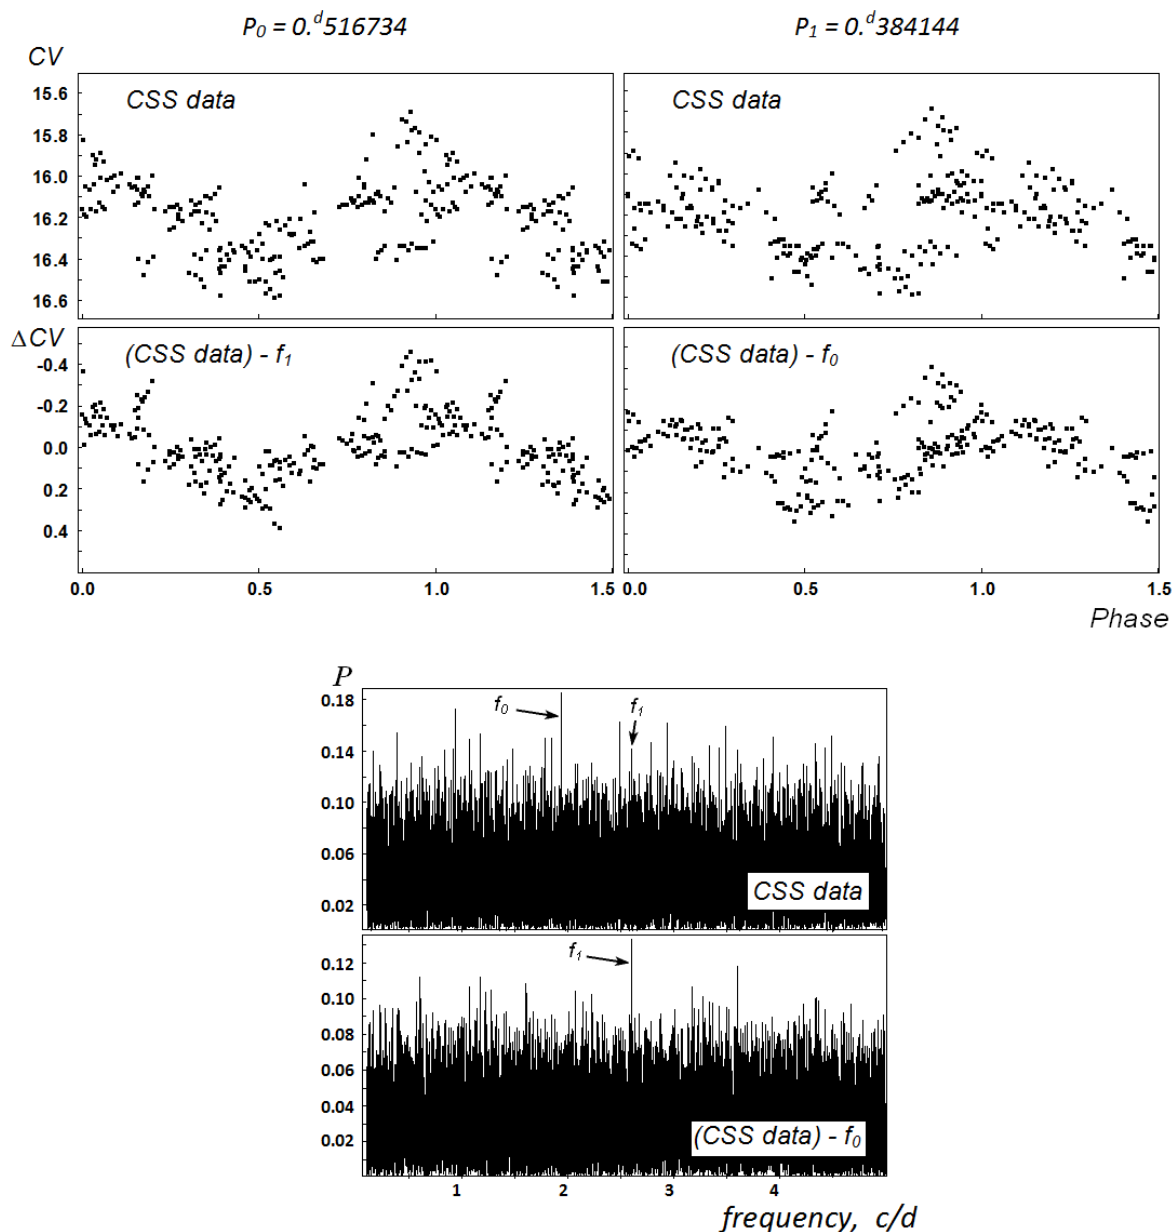 P0 = 0.d516734 P1 = 0.d384144
CV
15.6
CSS data CSS data
15.8
16.0
16.2
16.4
16.6
ΔCV
(CSS data) - f1 (CSS data) - f0
-0.4
-0.2
0.0
0.2
0.4
0.0 0.5 1.0 1.5 0.0 0.5 1.0 1.5
Phase
P
0.18
f0 f1
0.14
0.10
0.06
CSS data
0.02
f1
0.12
0.10
0.08
0.06
0.04
(CSS data) - f0
0.02
1 2 3 4
frequency, c/d